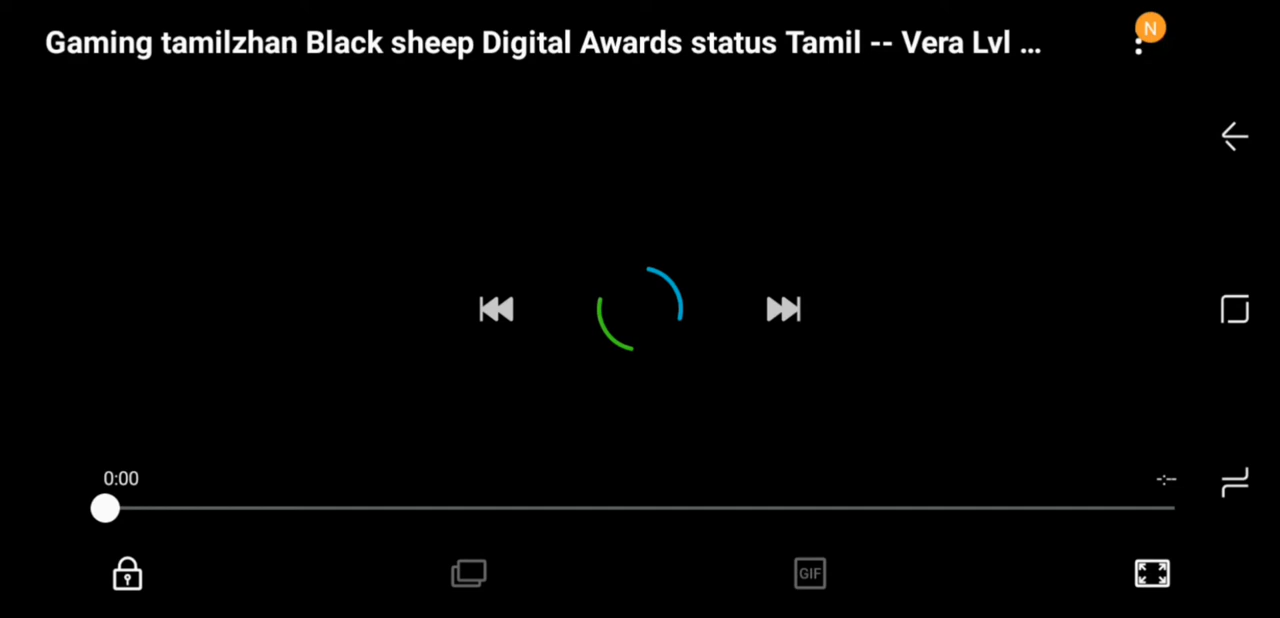 Gaming tamilzhan Black sheep Digital Awards status Tamil -- Vera Lvl ...
N
0:00
-:--
GIF